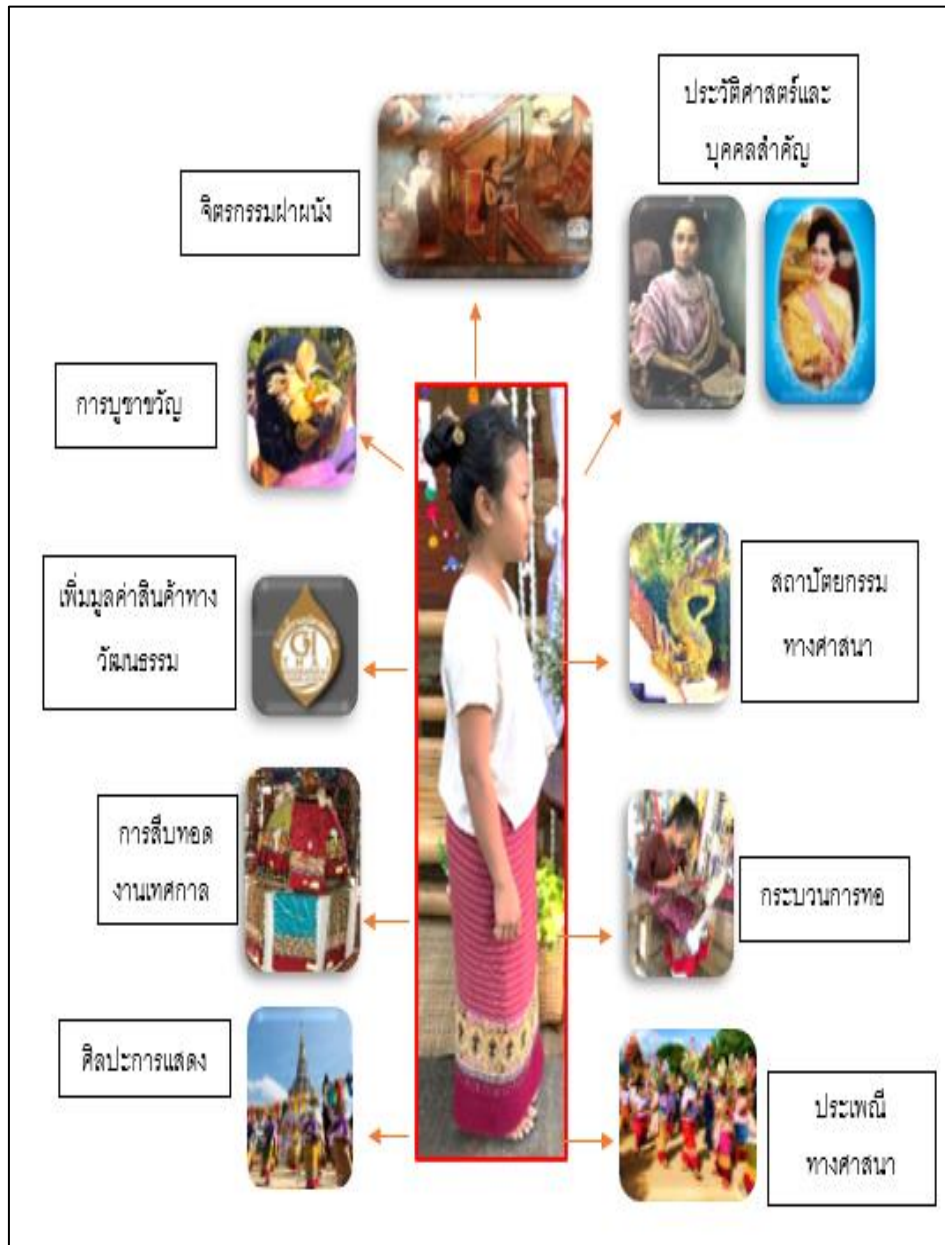 ประวัติศาสตร์และ
บุคคลสำคัญ
จิตรกรรมฝาผนัง
การบูชาขวัญ
เพิ่มมูลค่าสินค้าทาง
วัฒนธรรม
GI
THAI
สถาปัตยกรรม
ทางศาสนา
การสืบทอด
งานเทศกาล
กระบวนการทอ
ศิลปะการแสดง
ประเพณี
ทางศาสนา